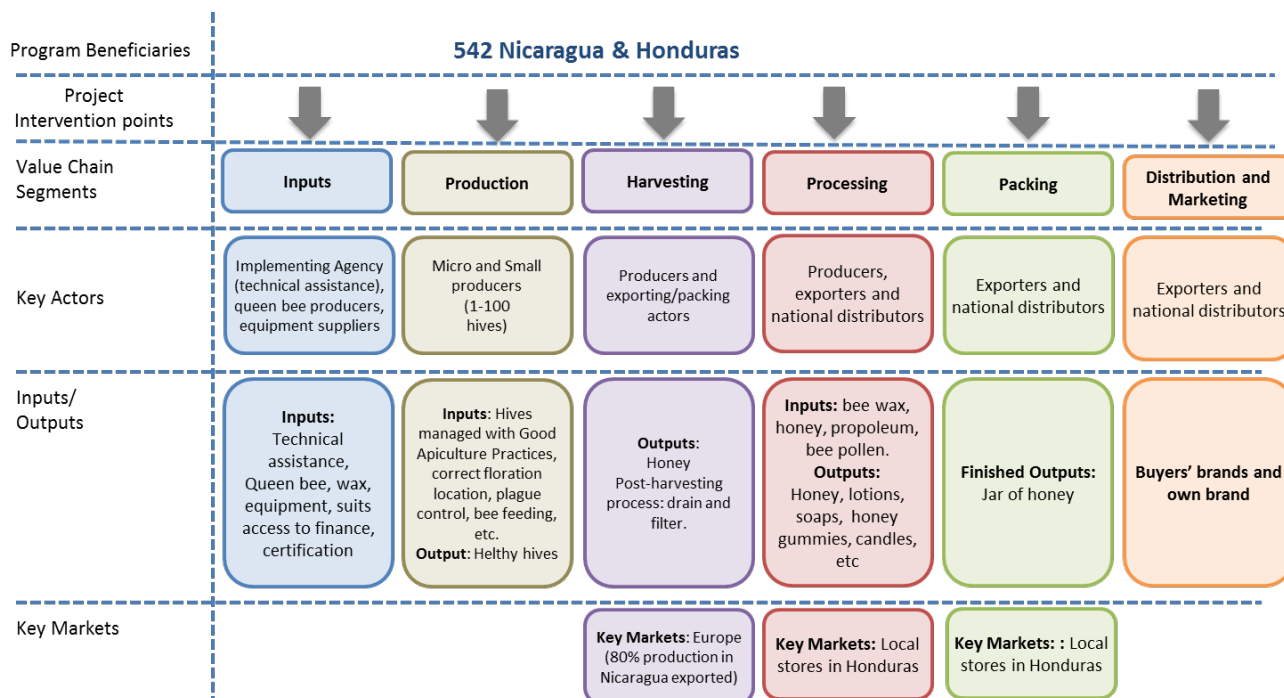 Program Beneficiaries
542 Nicaragua & Honduras
Project
Intervention points
Value Chain
Segments
Inputs
Production
Harvesting
Processing
Packing
Distribution and
Marketing
Key Actors
Implementing Agency
(technical assistance),
queen bee producers,
equipment suppliers
Micro and Small
producers
(1-100
hives)
Producers and
exporting/packing
actors
Producers,
exporters and
national distributors
Exporters and
national distributors
Exporters and
national distributors
Inputs/
Outputs
Inputs:
Technical
assistance,
Queen bee, wax,
equipment, suits
access to finance,
certification
Inputs: Hives
managed with Good
Apiculture Practices,
correct floration
location, plague
control, bee feeding,
etc.
Output: Helthy hives
Outputs:
Honey
Post-harvesting
process: drain and
filter.
Inputs: bee wax,
honey, propoleum,
bee pollen.
Outputs:
Honey, lotions,
soaps, honey
gummies, candles,
etc
Finished Outputs:
Jar of honey
Buyers’ brands and
own brand
Key Markets
Key Markets: Europe
(80% production in
Nicaragua exported)
Key Markets: Local
stores in Honduras
Key Markets: : Local
stores in Honduras